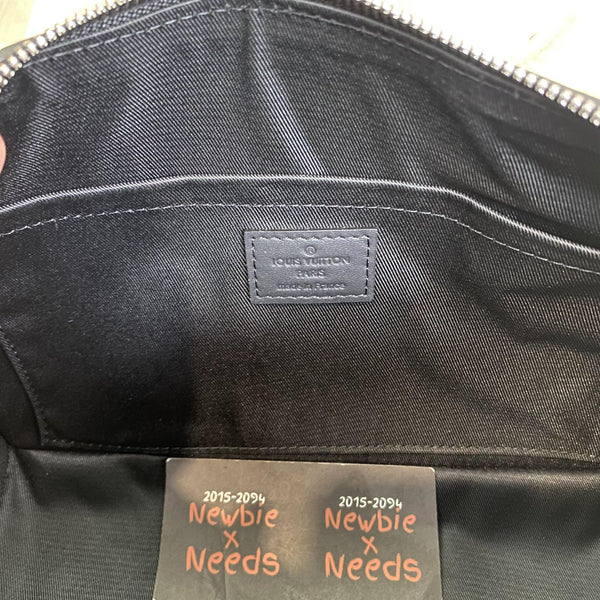 ®
LOUIS VUITTON
PARIS
made in France
2015-2094
Newbie
x
Needs
2015-2094
Newbie
x
Needs